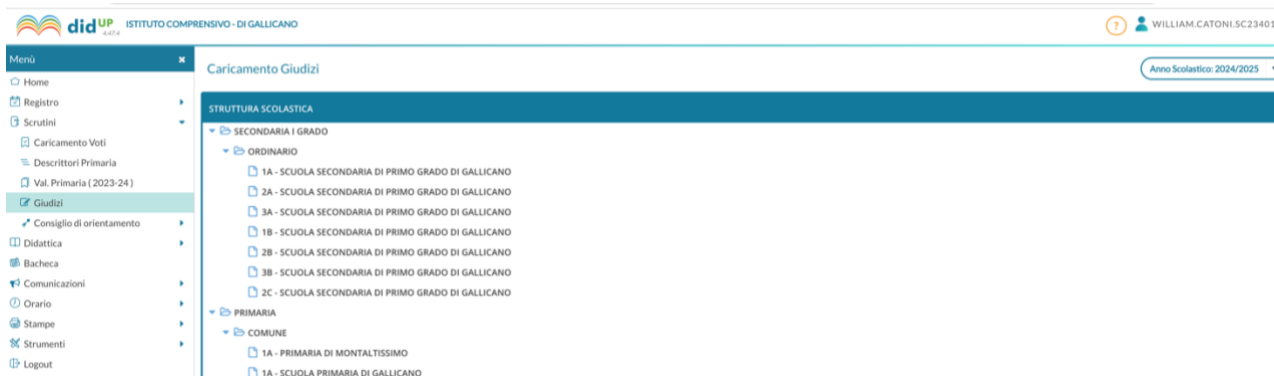 didUP ISTITUTO COMPRENSIVO - DI GALLICANO ? WILLIAM.CATONI.SC23401
4.47.4
Menù
Home
Registro
Scrutini
Caricamento Voti
Descrittori Primaria
Val. Primaria ( 2023-24 )
Giudizi
Consiglio di orientamento
Didattica
Bacheca
Comunicazioni
Orario
Stampe
Strumenti
Logout
Caricamento Giudizi
Anno Scolastico: 2024/2025
STRUTTURA SCOLASTICA
SECONDARIA I GRADO
ORDINARIO
1A - SCUOLA SECONDARIA DI PRIMO GRADO DI GALLICANO
2A - SCUOLA SECONDARIA DI PRIMO GRADO DI GALLICANO
3A - SCUOLA SECONDARIA DI PRIMO GRADO DI GALLICANO
1B - SCUOLA SECONDARIA DI PRIMO GRADO DI GALLICANO
2B - SCUOLA SECONDARIA DI PRIMO GRADO DI GALLICANO
3B - SCUOLA SECONDARIA DI PRIMO GRADO DI GALLICANO
2C - SCUOLA SECONDARIA DI PRIMO GRADO DI GALLICANO
PRIMARIA
COMUNE
1A - PRIMARIA DI MONTALTISSIMO
1A - SCUOLA PRIMARIA DI GALLICANO